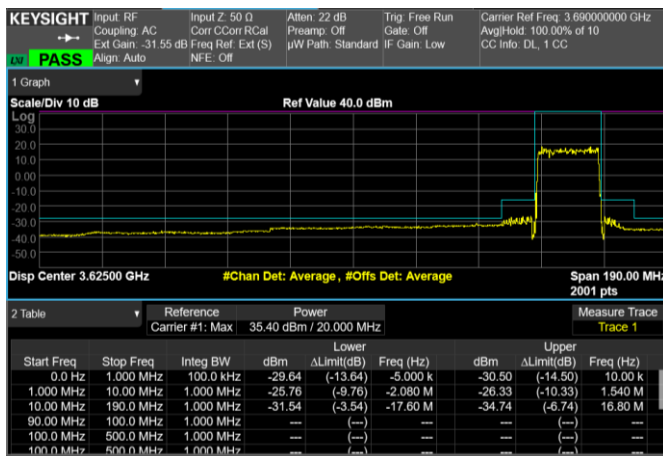 KEYSIGHT Input: RF Input Z: 50 Ω Atten: 22 dB Trig: Free Run Carrier Ref Freq: 3.690000000 GHz
Coupling: AC Corr CCorr RCal Preamp: Off Gate: Off Avg|Hold: 100.00% of 10
Ext Gain: -31.55 dB Freq Ref: Ext (S) µW Path: Standard IF Gain: Low CC Info: DL, 1 CC
LXI PASS Align: Auto NFE: Off
1 Graph
Scale/Div 10 dB Ref Value 40.0 dBm
Log
30.0
20.0
10.0
0.00
-10.0
-20.0
-30.0
-40.0
-50.0
Disp Center 3.62500 GHz #Chan Det: Average, #Offs Det: Average Span 190.00 MHz
2001 pts
2 Table Reference Power Measure Trace
Carrier #1: Max 35.40 dBm / 20.000 MHz Trace 1
Lower Upper
Start Freq Stop Freq Integ BW dBm ΔLimit(dB) Freq (Hz) dBm ΔLimit(dB) Freq (Hz)
0.0 Hz 1.000 MHz 100.0 kHz -29.64 (-13.64) -5.000 k -30.50 (-14.50) 10.00 k
1.000 MHz 10.00 MHz 1.000 MHz -25.76 (-9.76) -2.080 M -26.33 (-10.33) 1.540 M
10.00 MHz 190.0 MHz 1.000 MHz -31.54 (-3.54) -17.60 M -34.74 (-6.74) 16.80 M
90.00 MHz 100.0 MHz 1.000 MHz --- (---) --- --- (---) ---
100.0 MHz 500.0 MHz 1.000 MHz --- (---) --- --- (---) ---
100.0 MHz 500.0 MHz 1.000 MHz --- (---) --- --- (---) ---